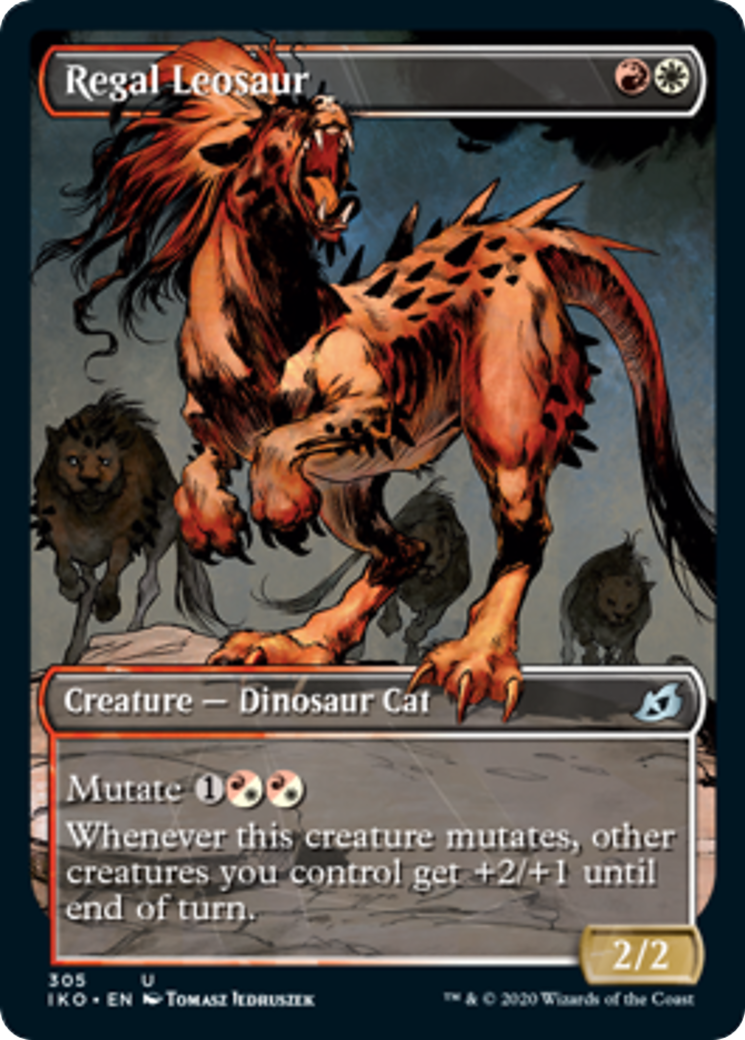 Regal Leosaur
Creature — Dinosaur Cat
Mutate 1
Whenever this creature mutates, other
creatures you control get +2/+1 until
end of turn.
2/2
305 U
IKO • EN Tomasz Jedruszek
™ & © 2020 Wizards of the Coast